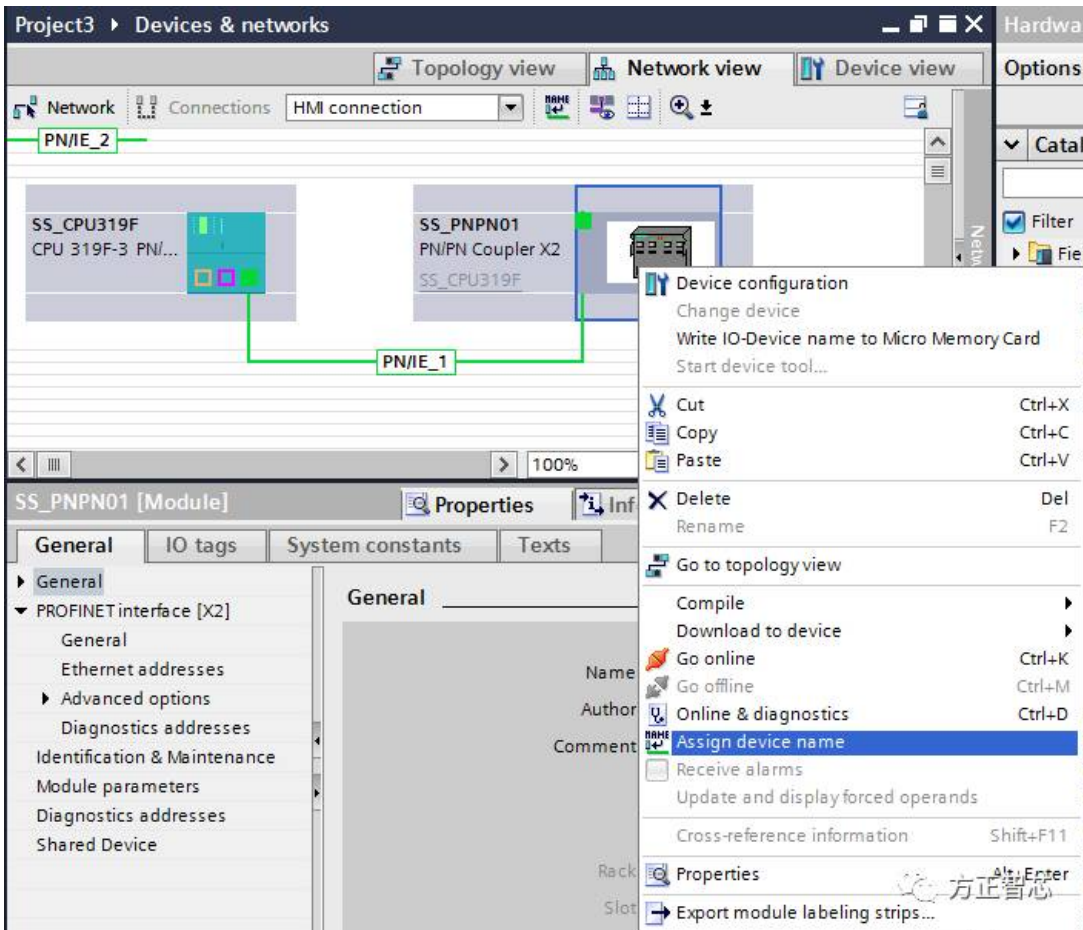 Project3 ▸ Devices & networks
Hardwa
Topology view
Network view
Device view
Options
Network
Connections
HMI connection
PN/IE_2
Catal
SS_CPU319F
CPU 319F-3 PN/...
SS_PNPN01
PN/PN Coupler X2
SS_CPU319F
Filter
Fie
Netw
PN/IE_1
100%
Device configuration
Change device
Write IO-Device name to Micro Memory Card
Start device tool...
Cut Ctrl+X
Copy Ctrl+C
Paste Ctrl+V
Delete Del
Rename F2
Go to topology view
Compile
Download to device
Go online Ctrl+K
Go offline Ctrl+M
Online & diagnostics Ctrl+D
Assign device name
Receive alarms
Update and display forced operands
Cross-reference information Shift+F11
Properties Alt+Enter
Export module labeling strips...
SS_PNPN01 [Module]
Properties
Inf
General
IO tags
System constants
Texts
General
PROFINET interface [X2]
General
Ethernet addresses
Advanced options
Diagnostics addresses
Identification & Maintenance
Module parameters
Diagnostics addresses
Shared Device
General
Name
Author
Comment
Rack
Slot
方正智芯